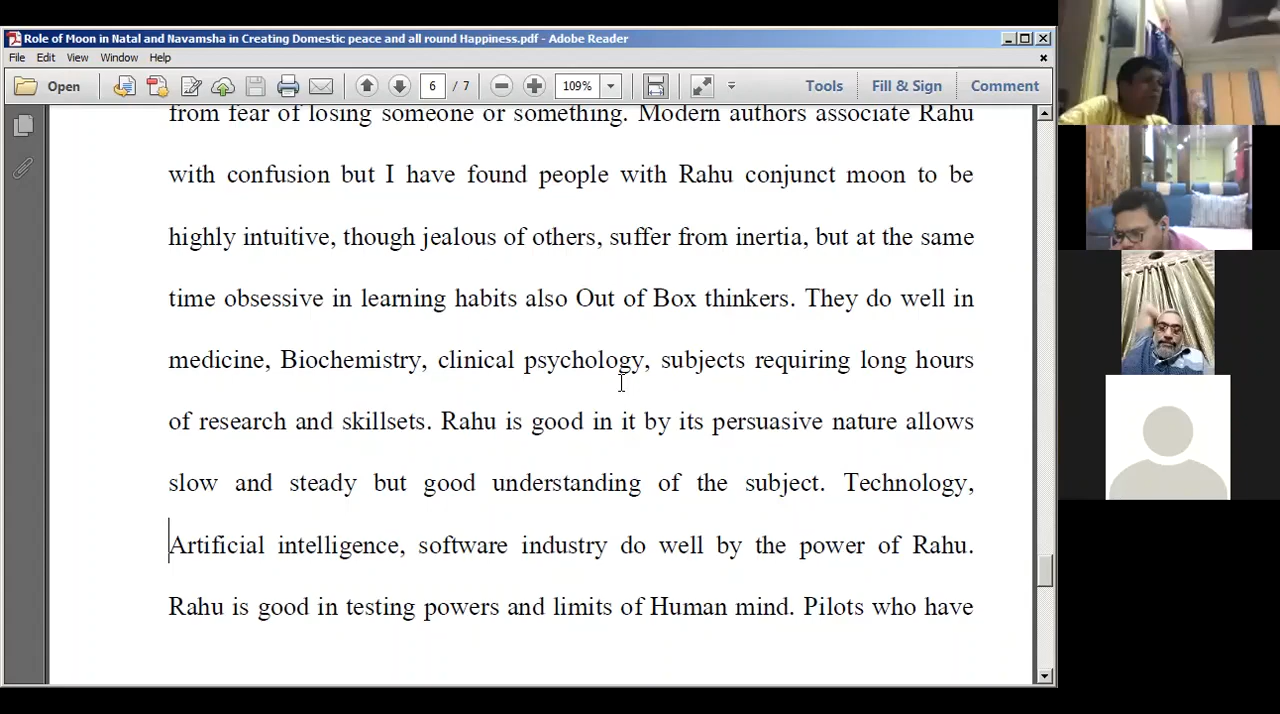 Role of Moon in Natal and Navamsha in Creating Domestic peace and all round Happiness.pdf - Adobe Reader
File Edit View Window Help
Open 6 / 7 109% Tools Fill & Sign Comment
from fear of losing someone or something. Modern authors associate Rahu
with confusion but I have found people with Rahu conjunct moon to be
highly intuitive, though jealous of others, suffer from inertia, but at the same
time obsessive in learning habits also Out of Box thinkers. They do well in
medicine, Biochemistry, clinical psychology, subjects requiring long hours
of research and skillsets. Rahu is good in it by its persuasive nature allows
slow and steady but good understanding of the subject. Technology,
Artificial intelligence, software industry do well by the power of Rahu.
Rahu is good in testing powers and limits of Human mind. Pilots who have